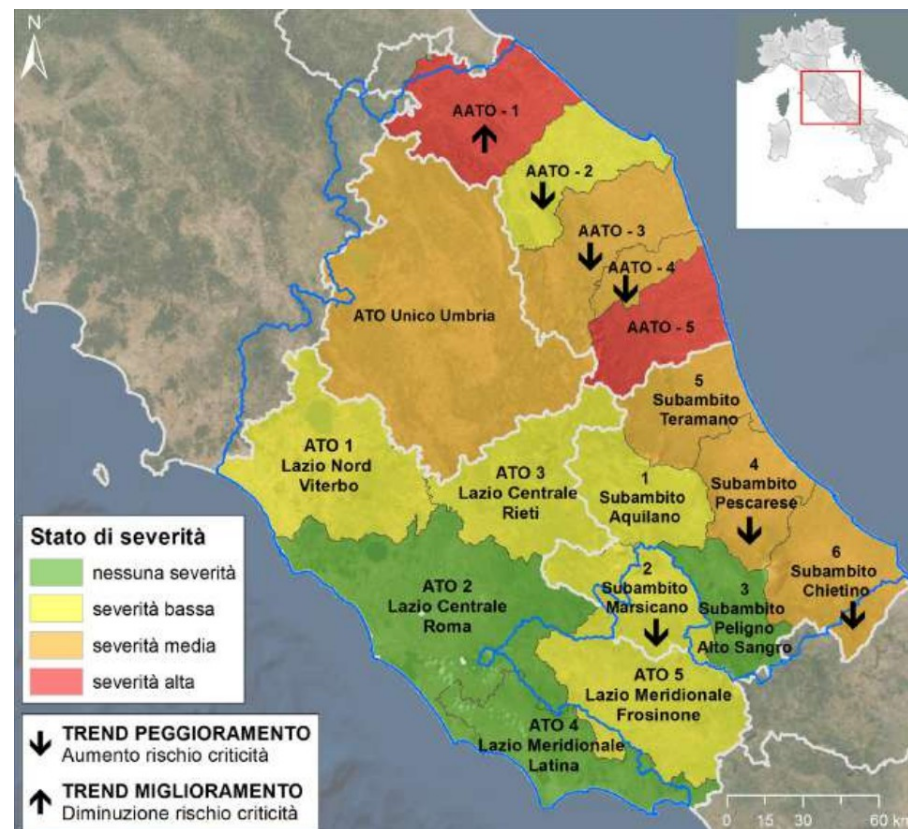 N
AATO - 1
AATO - 2
AATO - 3
AATO - 4
AATO - 5
ATO Unico Umbria
5
Subambito
Teramano
ATO 1
Lazio Nord
Viterbo
ATO 3
Lazio Centrale
Rieti
1
Subambito
Aquilano
4
Subambito
Pescarese
6
Subambito
Chietino
2
Subambito
Marsicano
3
Subambito
Peligno
Alto Sangro
ATO 2
Lazio Centrale
Roma
ATO 5
Lazio Meridionale
Frosinone
ATO 4
Lazio Meridionale
Latina
Stato di severità
nessuna severità
severità bassa
severità media
severità alta
TREND PEGGIORAMENTO
Aumento rischio criticità
TREND MIGLIORAMENTO
Diminuzione rischio criticità
0 15 30 60 km